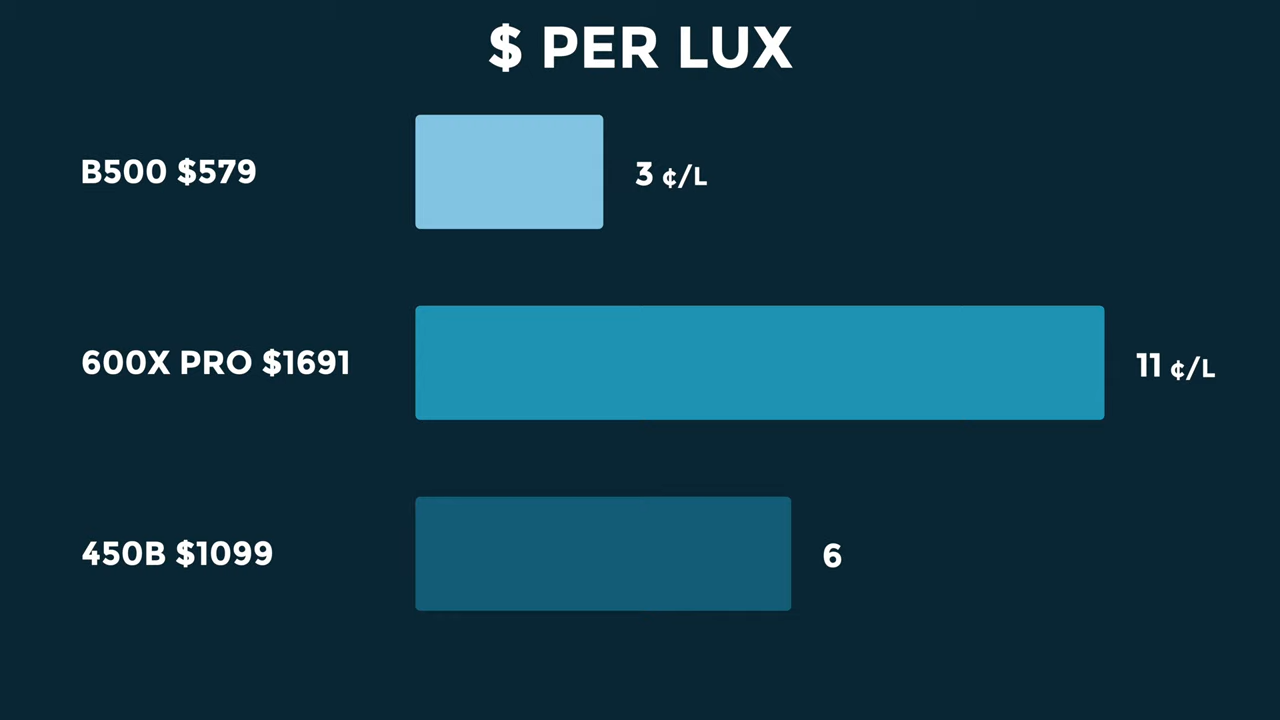 $ PER LUX
B500 $579
3 ¢/L
600X PRO $1691
11 ¢/L
450B $1099
6